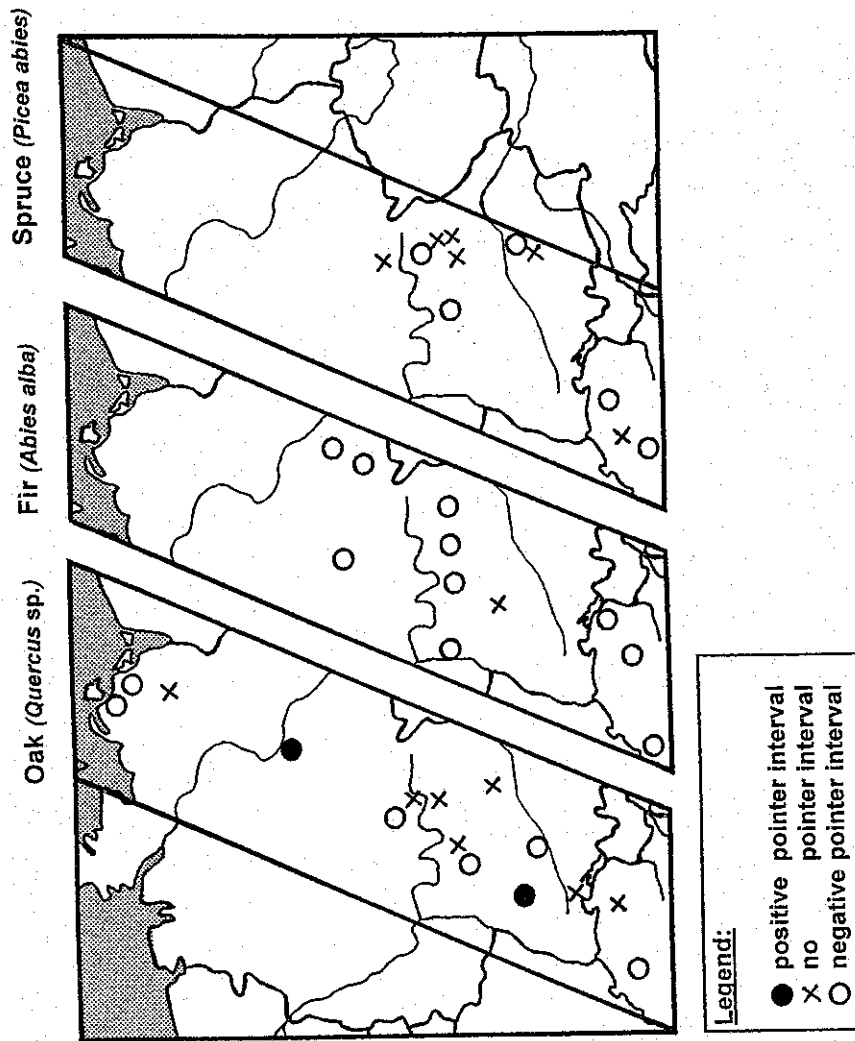 Oak (Quercus sp.)
Fir (Abies alba)
Spruce (Picea abies)
Legend:
positive pointer interval
no pointer interval
negative pointer interval